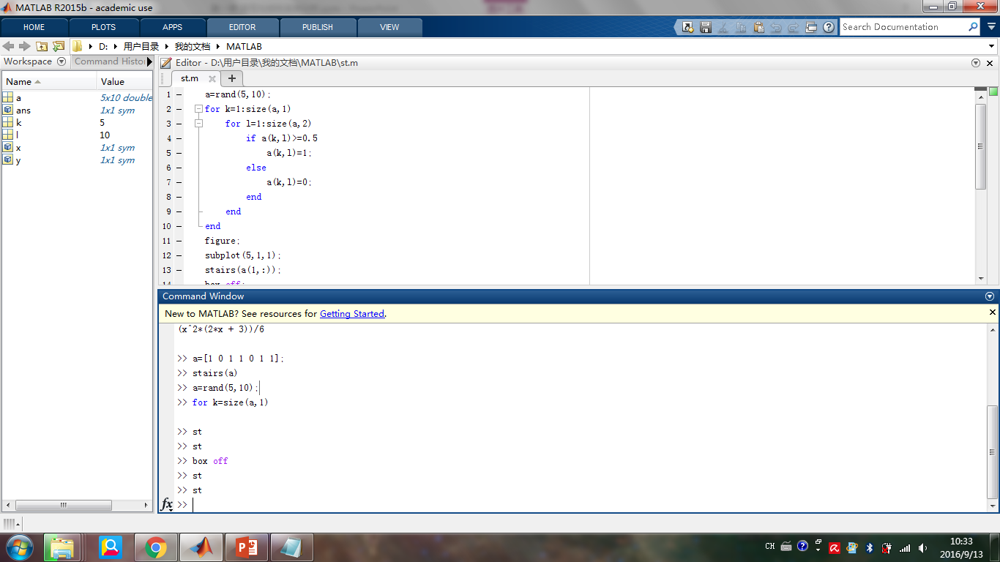 MATLAB R2015b - academic use
HOME PLOTS APPS EDITOR PUBLISH VIEW
Search Documentation
D: 用户目录 我的文档 MATLAB
Workspace Command Histor
Editor - D:\用户目录\我的文档\MATLAB\st.m
st.m
Name Value
a 5x10 double
ans 1x1 sym
k 5
l 10
x 1x1 sym
y 1x1 sym
1 – a=rand(5,10);
2 – for k=1:size(a,1)
3 – for l=1:size(a,2)
4 – if a(k,l)>=0.5
5 – a(k,l)=1;
6 – else
7 – a(k,l)=0;
8 – end
9 – end
10 – end
11 – figure;
12 – subplot(5,1,1);
13 – stairs(a(1,:));
14 – box off;
Command Window
New to MATLAB? See resources for Getting Started.
(x^2*(2*x + 3))/6
>> a=[1 0 1 1 0 1 1];
>> stairs(a)
>> a=rand(5,10);
>> for k=size(a,1)
>> st
>> st
>> box off
>> st
>> st
fx >>
CH
10:33
2016/9/13